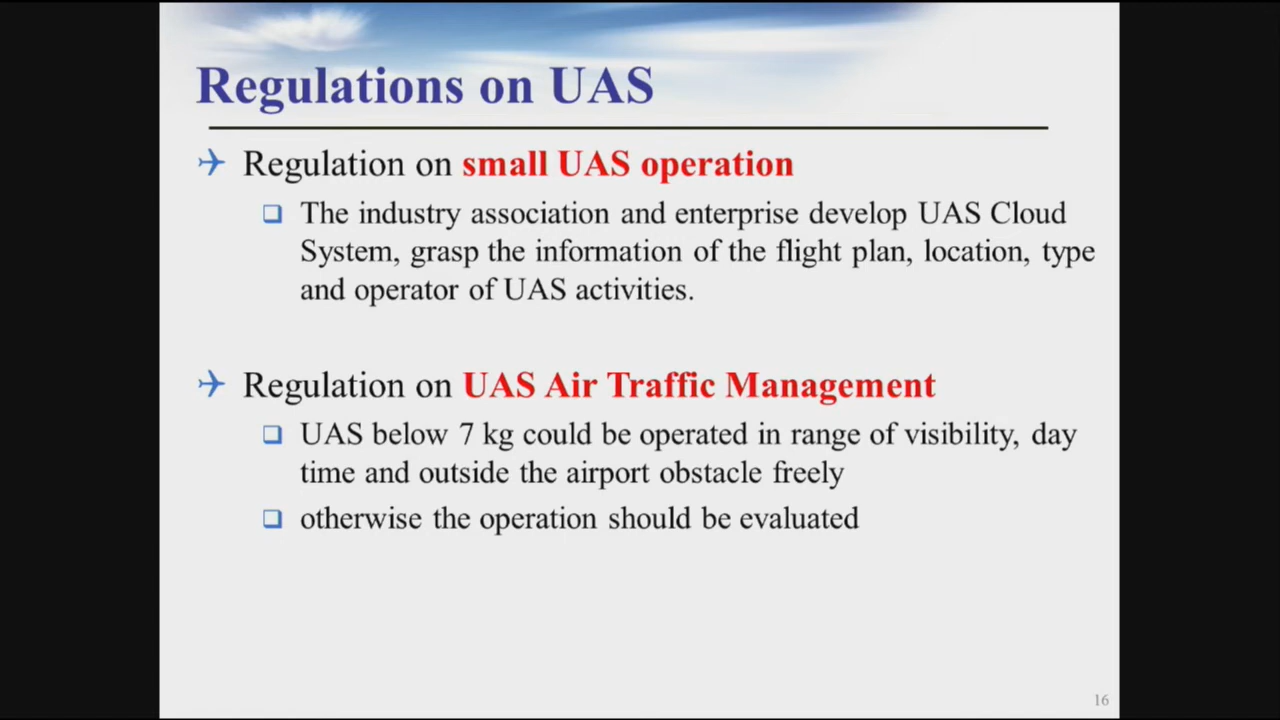 Regulations on UAS
Regulation on small UAS operation
The industry association and enterprise develop UAS Cloud
System, grasp the information of the flight plan, location, type
and operator of UAS activities.
Regulation on UAS Air Traffic Management
UAS below 7 kg could be operated in range of visibility, day
time and outside the airport obstacle freely
otherwise the operation should be evaluated
16